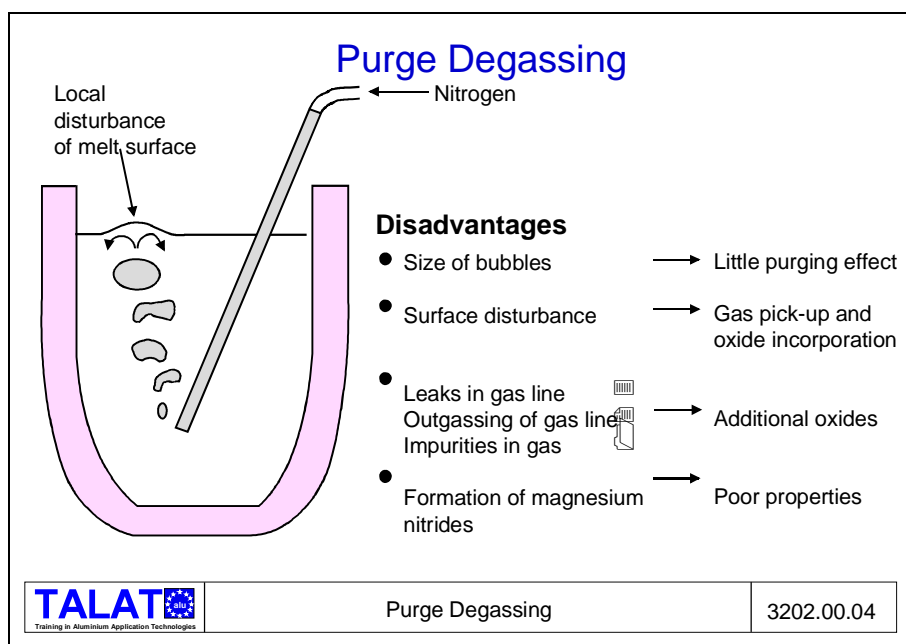 Purge Degassing
Local
disturbance
of melt surface
Nitrogen
Disadvantages
Size of bubbles
Little purging effect
Surface disturbance
Gas pick-up and
oxide incorporation
Leaks in gas line
Outgassing of gas line
Impurities in gas
Additional oxides
Formation of magnesium
nitrides
Poor properties
TALAT
alu
Training in Aluminium Application Technologies
Purge Degassing
3202.00.04